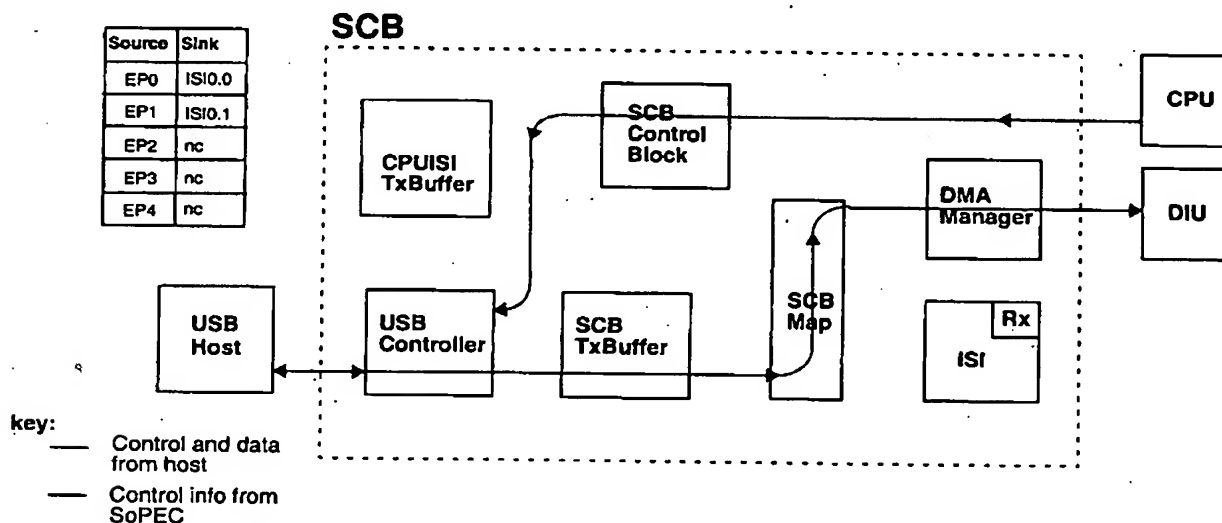 SCB
Source Sink
EP0 ISI0.0
EP1 ISI0.1
EP2 nc
EP3 nc
EP4 nc
CPUISI
TxBuffer
SCB
Control
Block
CPU
DMA
Manager
DIU
USB
Host
USB
Controller
SCB
TxBuffer
SCB
Map
Rx
ISI
key:
Control and data
from host
Control info from
SoPEC